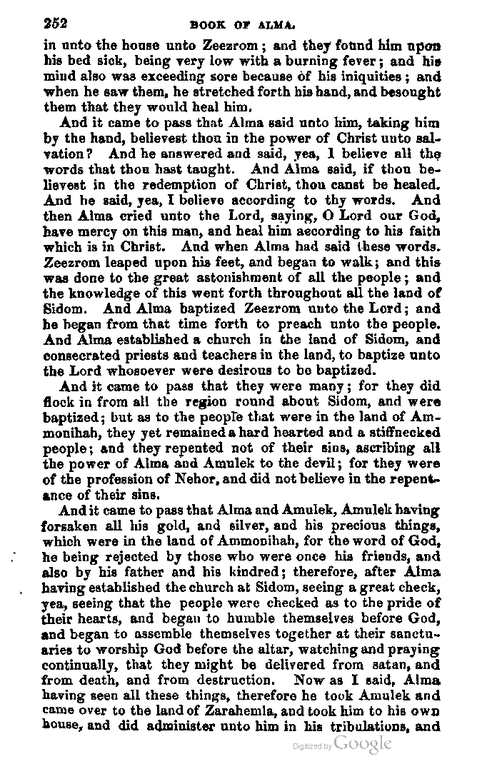 252 BOOK OF ALMA.
in unto the house unto Zeezrom; and they found him upon
his bed sick, being very low with a burning fever; and his
mind also was exceeding sore because of his iniquities; and
when he saw them, he stretched forth his hand, and besought
them that they would heal him.
And it came to pass that Alma said unto him, taking him
by the hand, believest thou in the power of Christ unto sal-
vation? And he answered and said, yea, I believe all the
words that thou hast taught. And Alma said, if thou be-
lievest in the redemption of Christ, thou canst be healed.
And he said, yea, I believe according to thy words. And
then Alma cried unto the Lord, saying, O Lord our God,
have mercy on this man, and heal him according to his faith
which is in Christ. And when Alma had said these words.
Zeezrom leaped upon his feet, and began to walk; and this
was done to the great astonishment of all the people; and
the knowledge of this went forth throughout all the land of
Sidom. And Alma baptized Zeezrom unto the Lord; and
he began from that time forth to preach unto the people.
And Alma established a church in the land of Sidom, and
consecrated priests and teachers in the land, to baptize unto
the Lord whosoever were desirous to be baptized.
And it came to pass that they were many; for they did
flock in from all the region round about Sidom, and were
baptized; but as to the people that were in the land of Am-
monihah, they yet remained a hard hearted and a stiffnecked
people; and they repented not of their sins, ascribing all
the power of Alma and Amulek to the devil; for they were
of the profession of Nehor, and did not believe in the repent-
ance of their sins.
And it came to pass that Alma and Amulek, Amulek having
forsaken all his gold, and silver, and his precious things,
which were in the land of Ammonihah, for the word of God,
he being rejected by those who were once his friends, and
also by his father and his kindred; therefore, after Alma
having established the church at Sidom, seeing a great check,
yea, seeing that the people were checked as to the pride of
their hearts, and began to humble themselves before God,
and began to assemble themselves together at their sanctu-
aries to worship God before the altar, watching and praying
continually, that they might be delivered from satan, and
from death, and from destruction. Now as I said, Alma
having seen all these things, therefore he took Amulek and
came over to the land of Zarahemla, and took him to his own
house, and did administer unto him in his tribulations, and
Digitized by Google